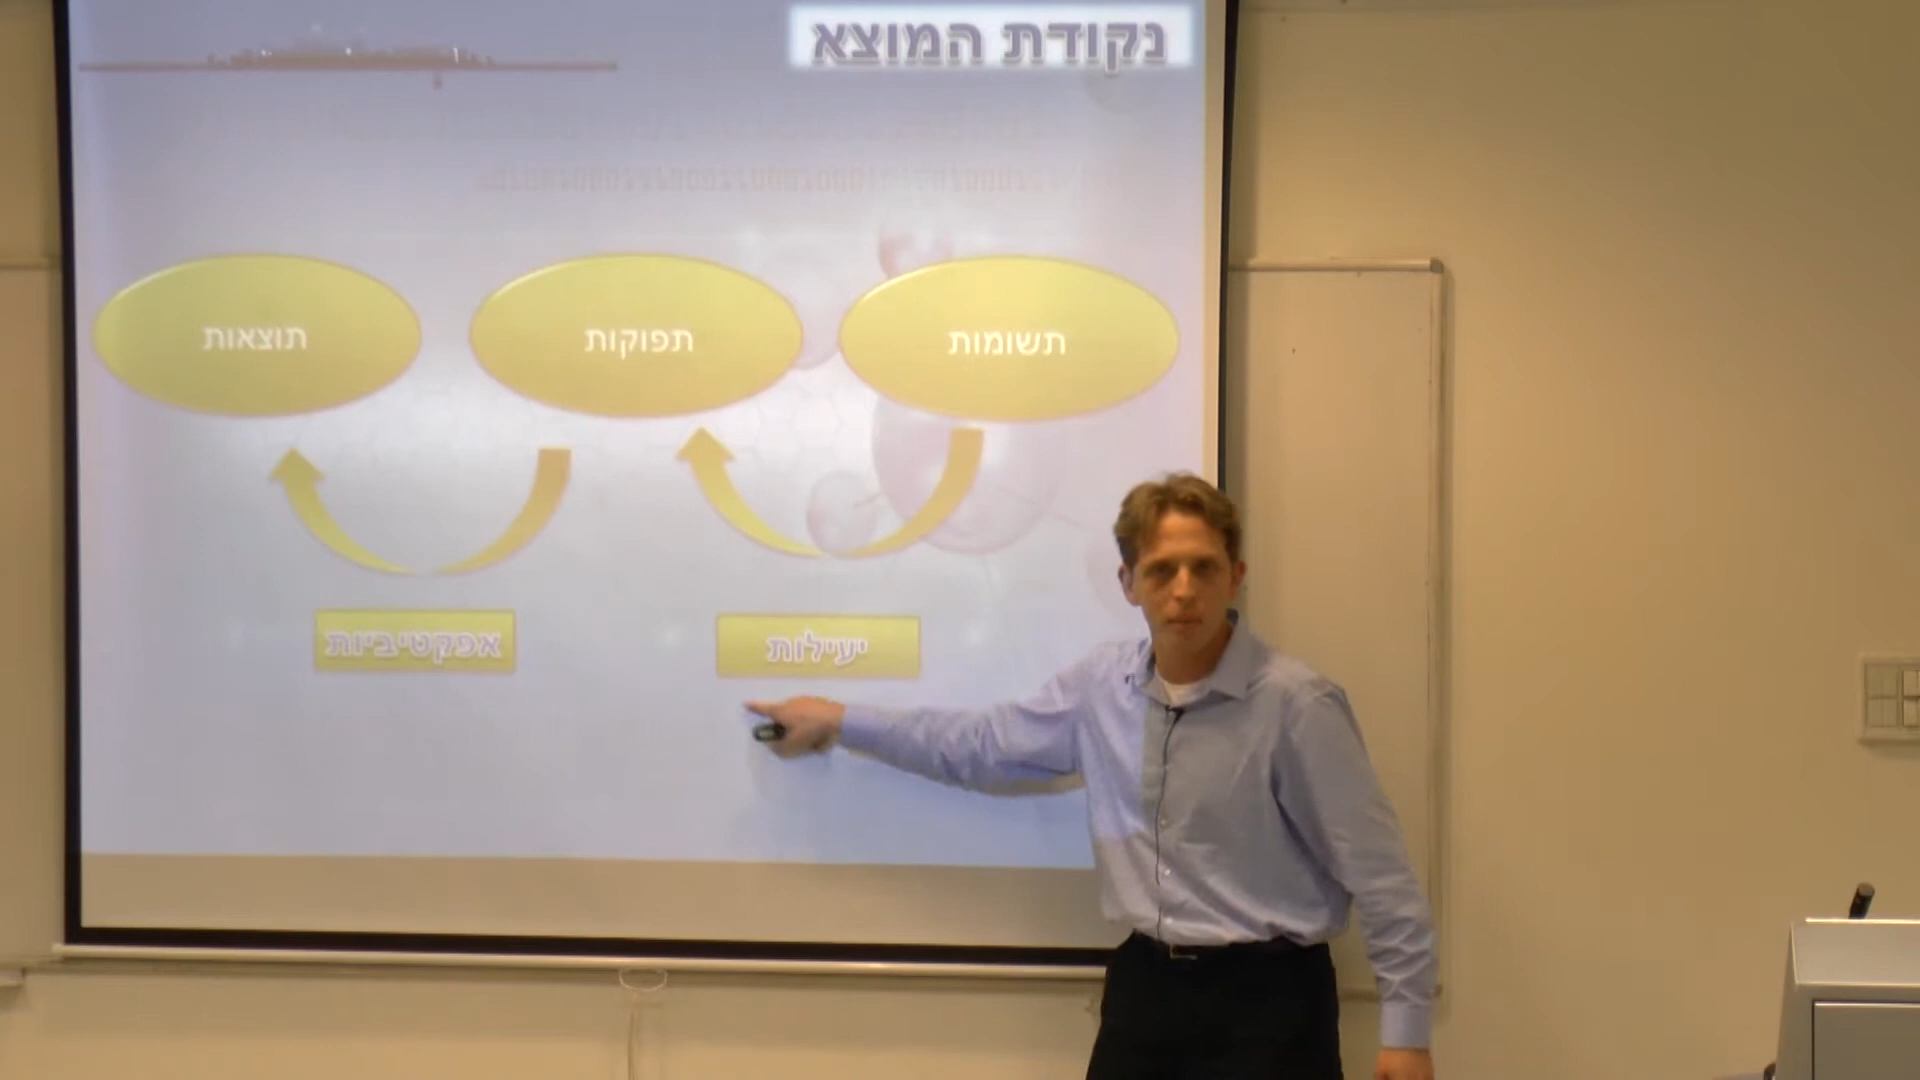 נקודת המוצא
תשומות
תפוקות
תוצאות
יעילות
אפקטיביות